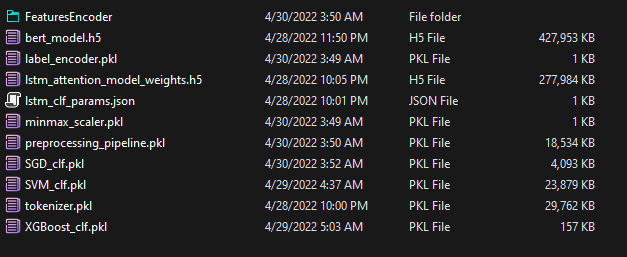 FeaturesEncoder 4/30/2022 3:50 AM File folder
bert_model.h5 4/28/2022 11:50 PM H5 File 427,953 KB
label_encoder.pkl 4/30/2022 3:49 AM PKL File 1 KB
lstm_attention_model_weights.h5 4/28/2022 10:05 PM H5 File 277,984 KB
lstm_clf_params.json 4/28/2022 10:01 PM JSON File 1 KB
minmax_scaler.pkl 4/30/2022 3:49 AM PKL File 1 KB
preprocessing_pipeline.pkl 4/30/2022 3:50 AM PKL File 18,534 KB
SGD_clf.pkl 4/30/2022 3:52 AM PKL File 4,093 KB
SVM_clf.pkl 4/29/2022 4:37 AM PKL File 23,879 KB
tokenizer.pkl 4/28/2022 10:00 PM PKL File 29,762 KB
XGBoost_clf.pkl 4/29/2022 5:03 AM PKL File 157 KB